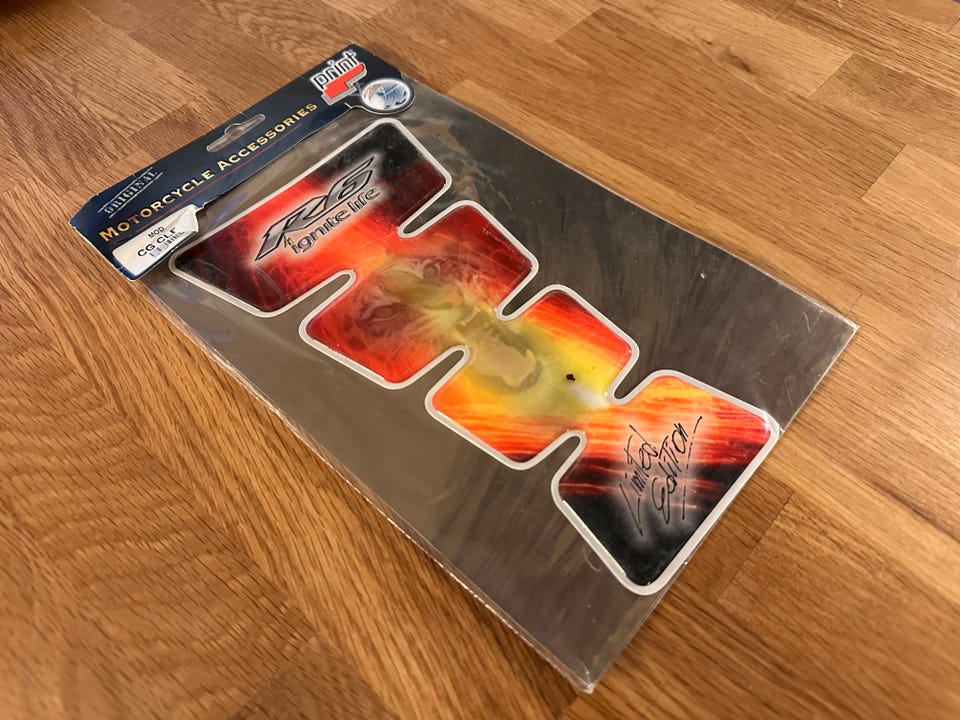 print
ORIGINAL
MOTORCYCLE ACCESSORIES
MOD.
CG CLF
R6
ignite life
Limited
Edition